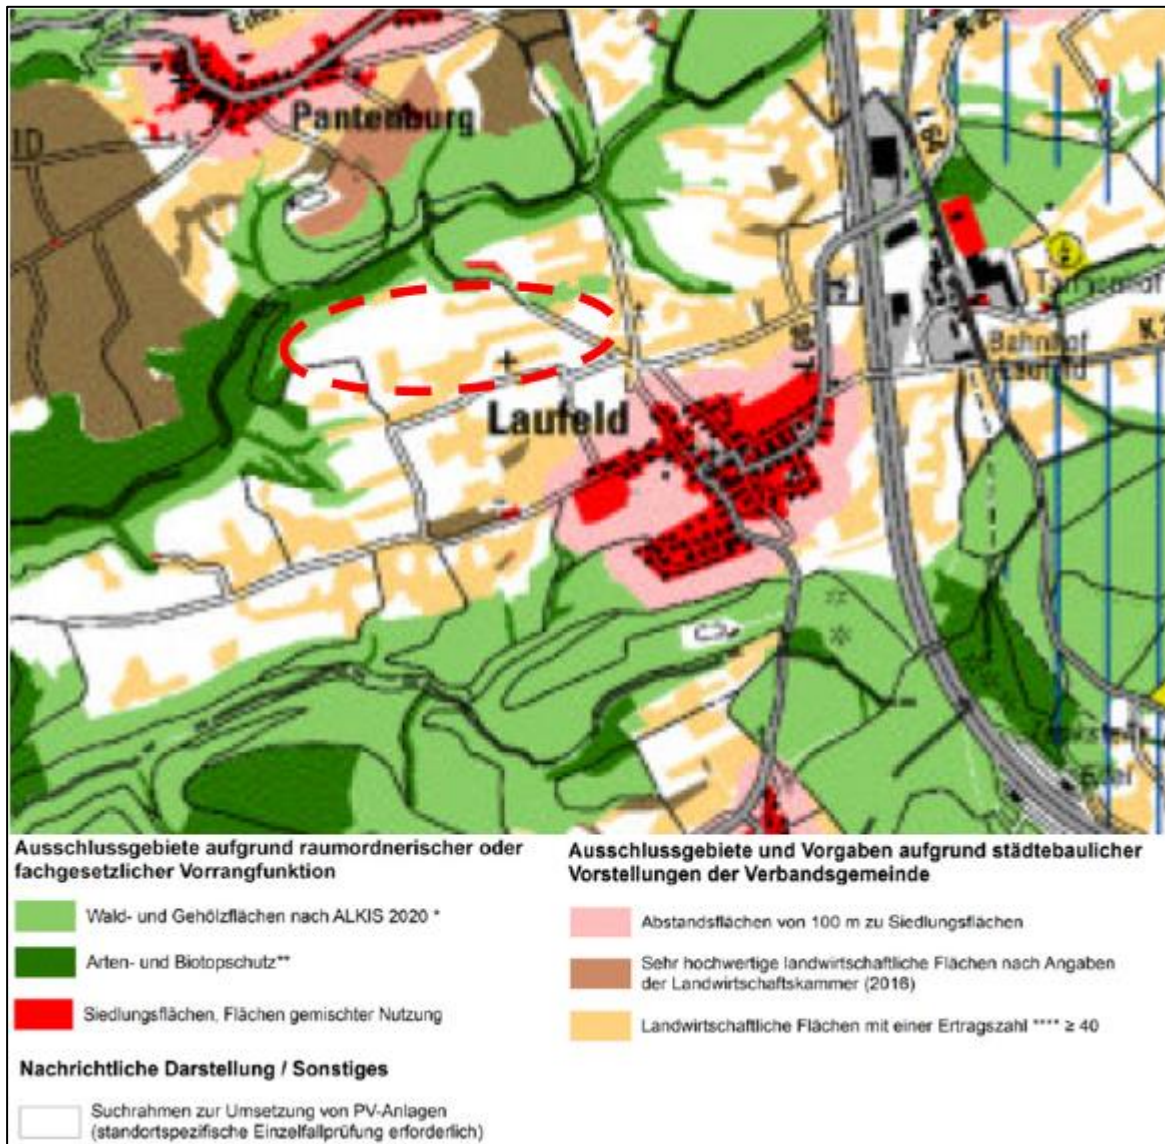 Pantenburg
Laufeld
Bahnhof
Laufeld
Ausschlussgebiete aufgrund raumordnerischer oder
fachgesetzlicher Vorrangfunktion
Wald- und Gehölzflächen nach ALKIS 2020 *
Arten- und Biotopschutz**
Siedlungsflächen, Flächen gemischter Nutzung
Nachrichtliche Darstellung / Sonstiges
Suchrahmen zur Umsetzung von PV-Anlagen
(standortspezifische Einzelfallprüfung erforderlich)
Ausschlussgebiete und Vorgaben aufgrund städtebaulicher
Vorstellungen der Verbandsgemeinde
Abstandsflächen von 100 m zu Siedlungsflächen
Sehr hochwertige landwirtschaftliche Flächen nach Angaben
der Landwirtschaftskammer (2016)
Landwirtschaftliche Flächen mit einer Ertragszahl **** ≥ 40